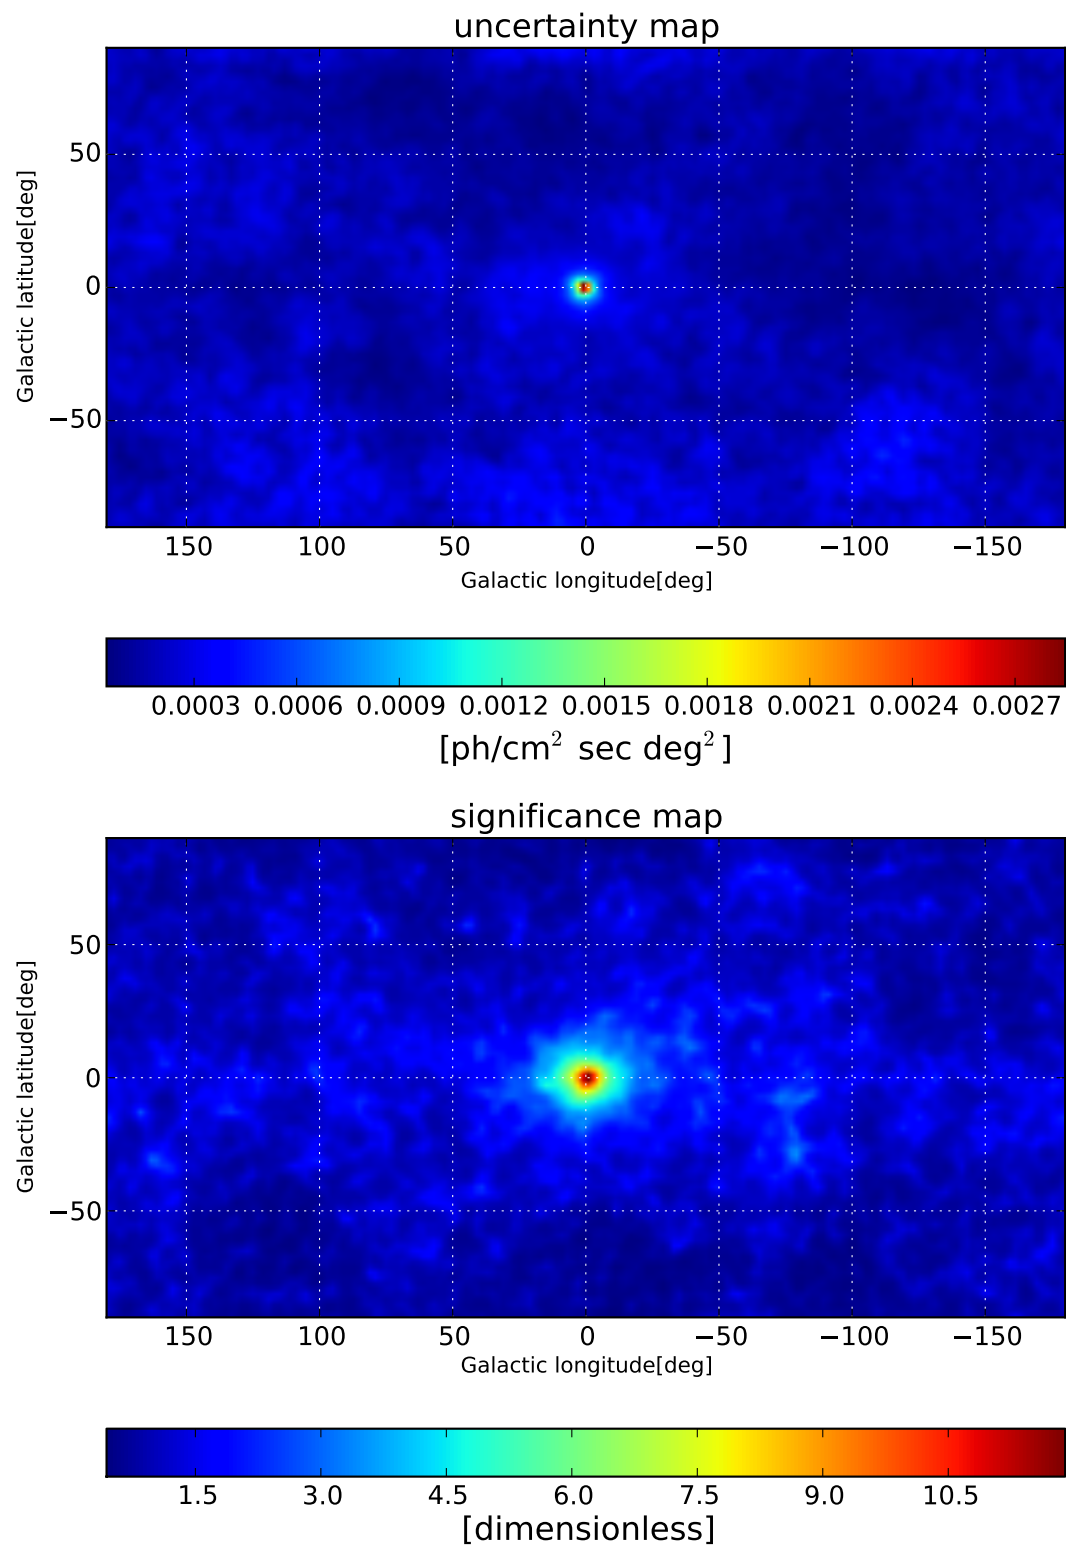 uncertainty map
50
0
−50
Galactic latitude[deg]
150 100 50 0 −50 −100 −150
Galactic longitude[deg]
0.0003 0.0006 0.0009 0.0012 0.0015 0.0018 0.0021 0.0024 0.0027
[ph/cm² sec deg²]
significance map
50
0
−50
Galactic latitude[deg]
150 100 50 0 −50 −100 −150
Galactic longitude[deg]
1.5 3.0 4.5 6.0 7.5 9.0 10.5
[dimensionless]